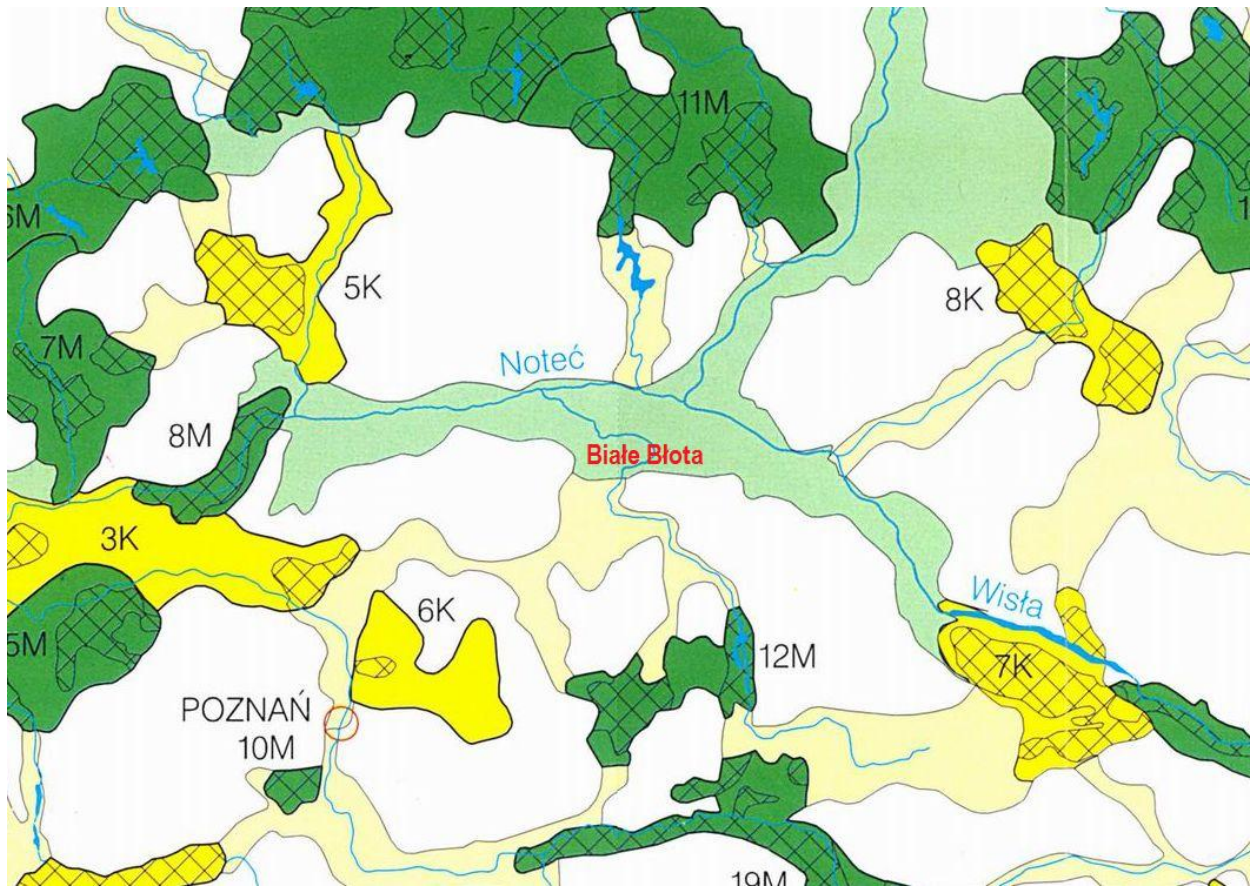 11M
6M
5K
8K
7M
Noteć
8M
Białe Błota
3K
Wisła
6K
5M
12M
7K
POZNAŃ
10M
19M